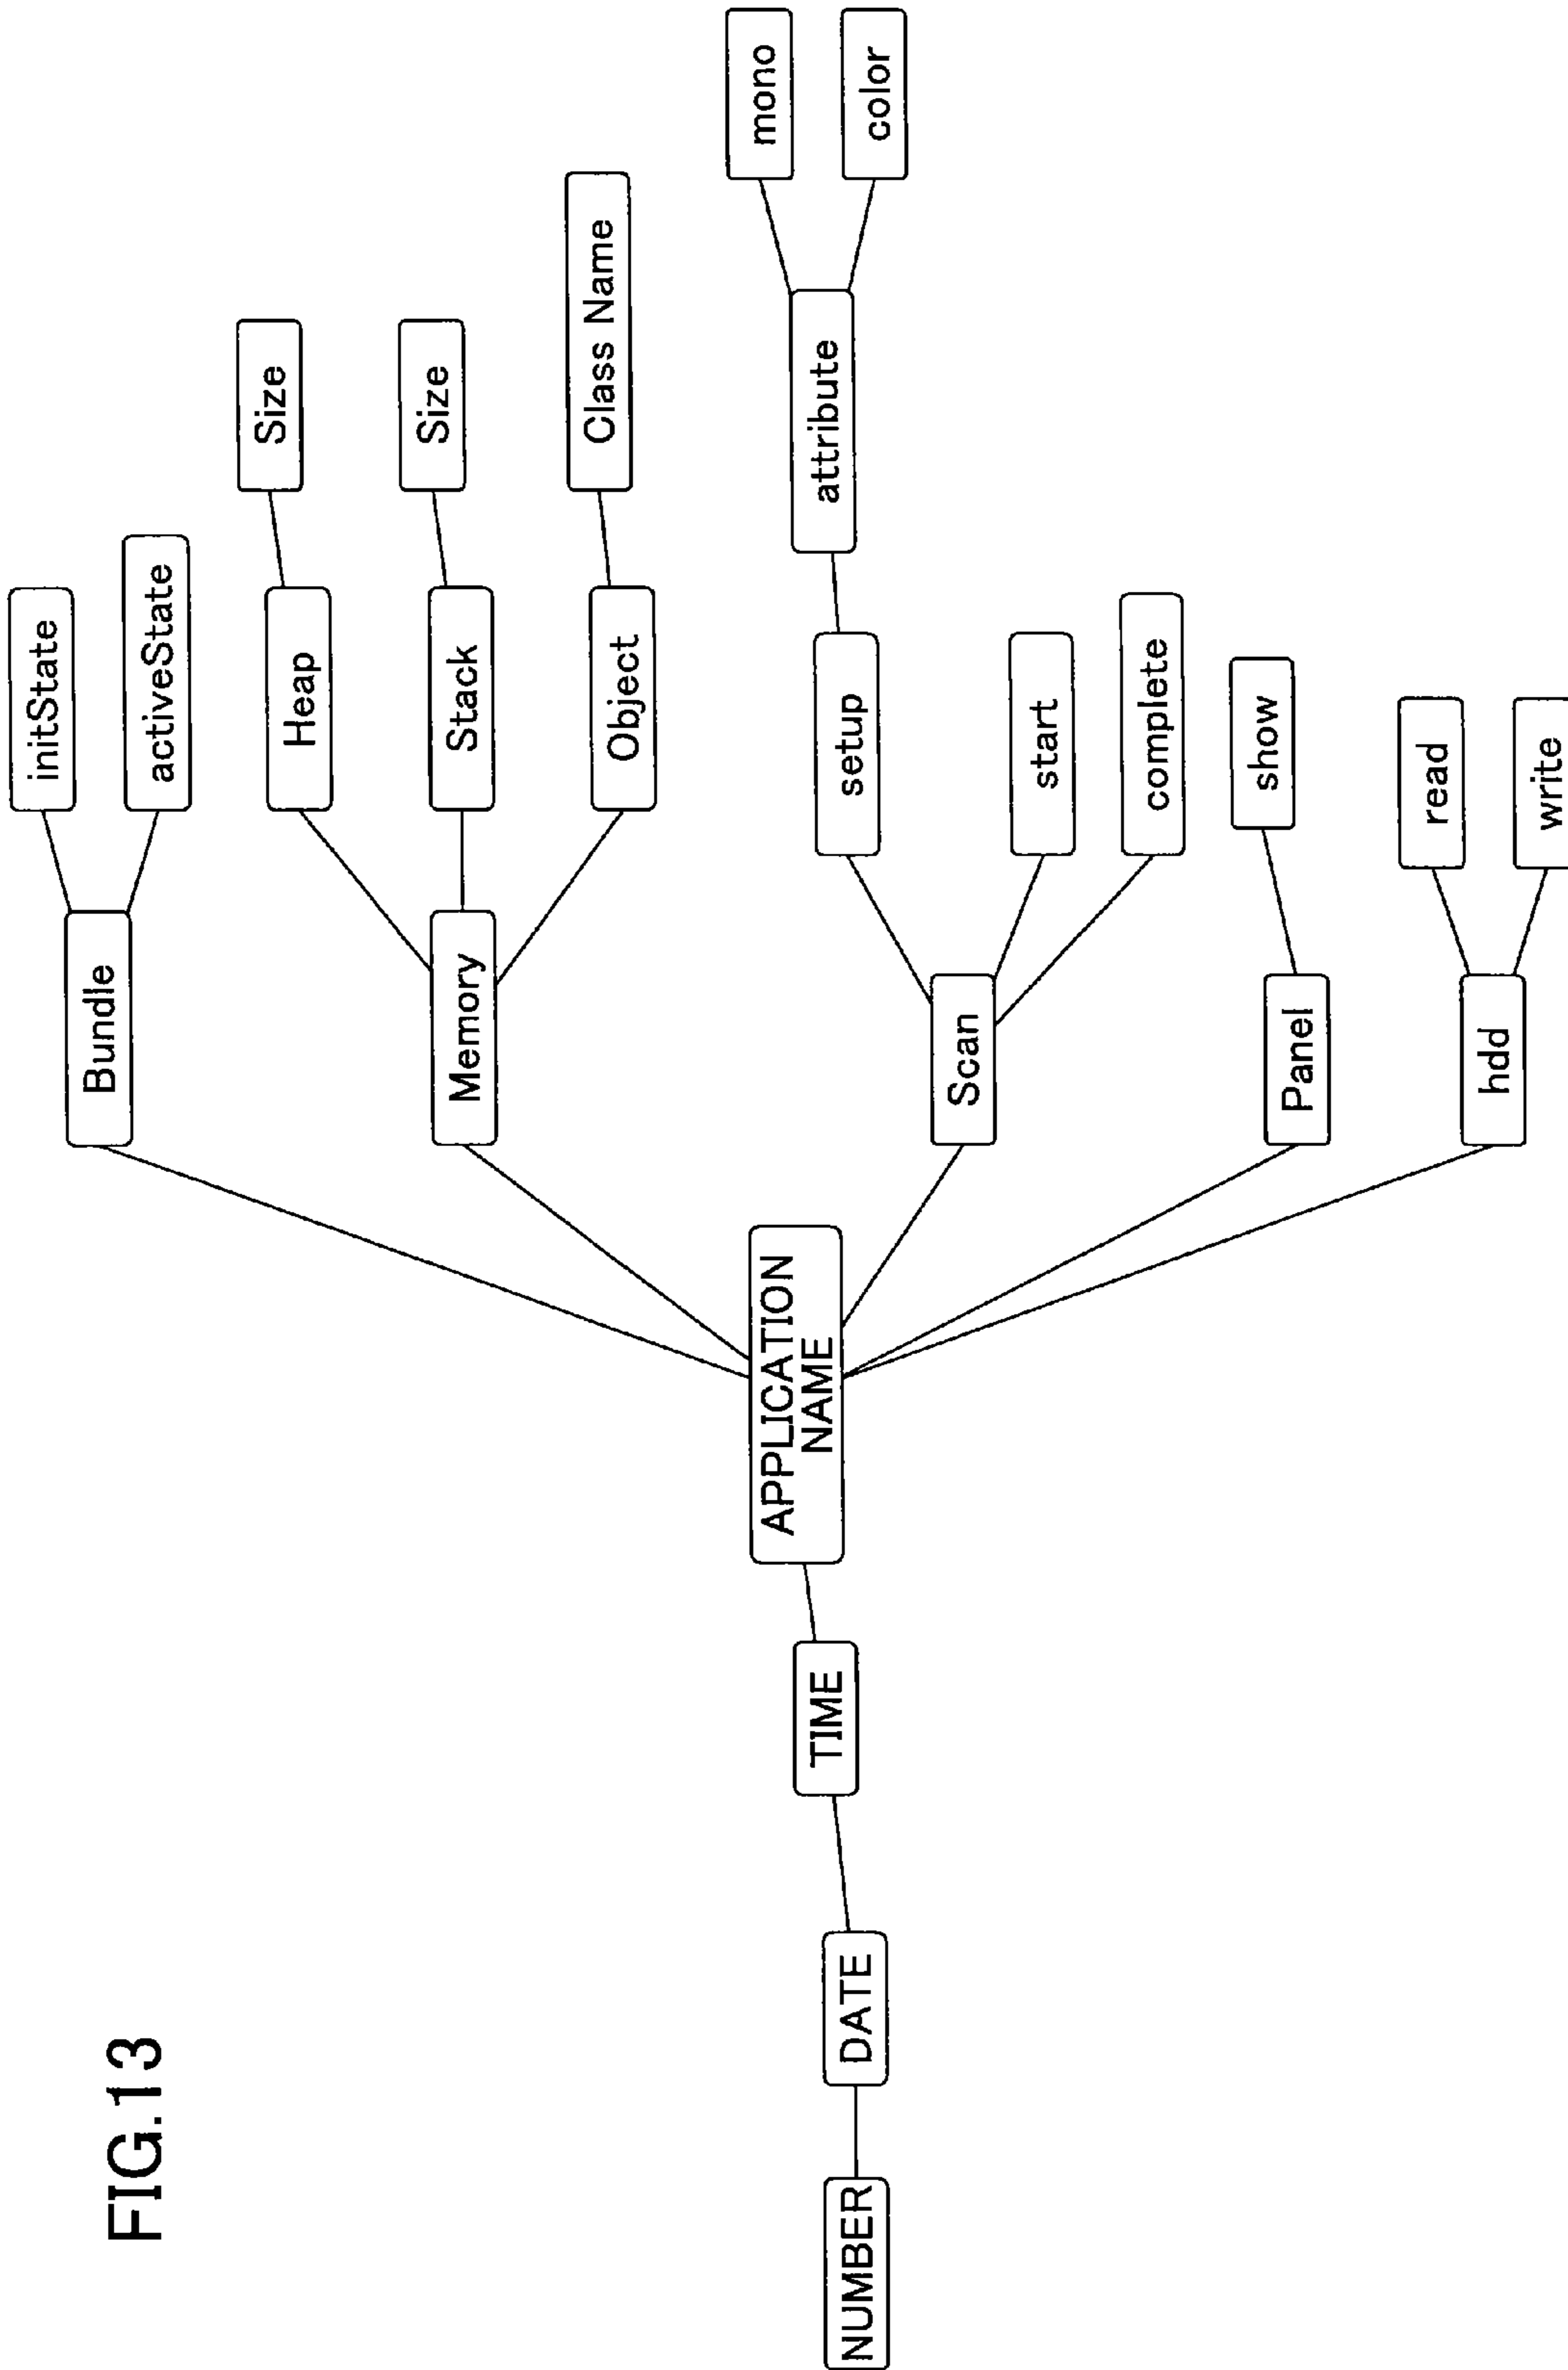 FIG.13
NUMBER
DATE
TIME
APPLICATION
NAME
Bundle
initState
activeState
Memory
Heap
Size
Stack
Size
Object
Class Name
Scan
setup
attribute
mono
color
start
complete
Panel
show
hdd
read
write